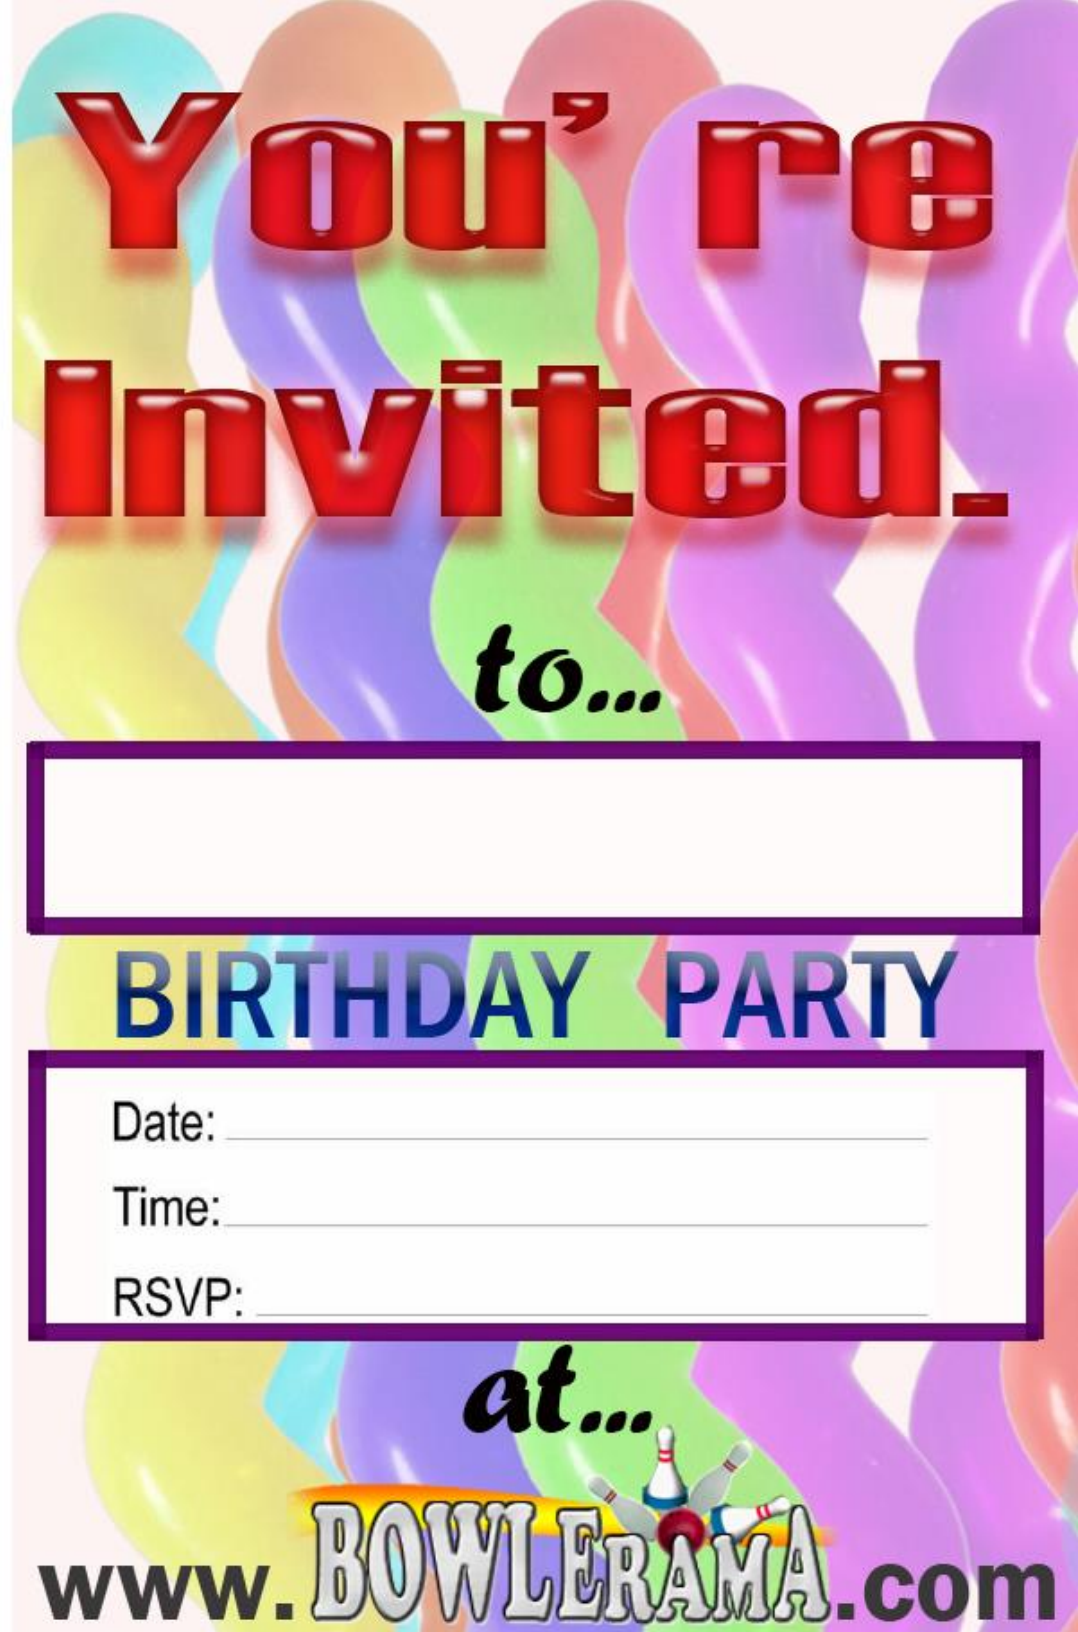 You're
Invited.
to...
BIRTHDAY PARTY
Date:
Time:
RSVP:
at...
www.BOWLERAMA.com